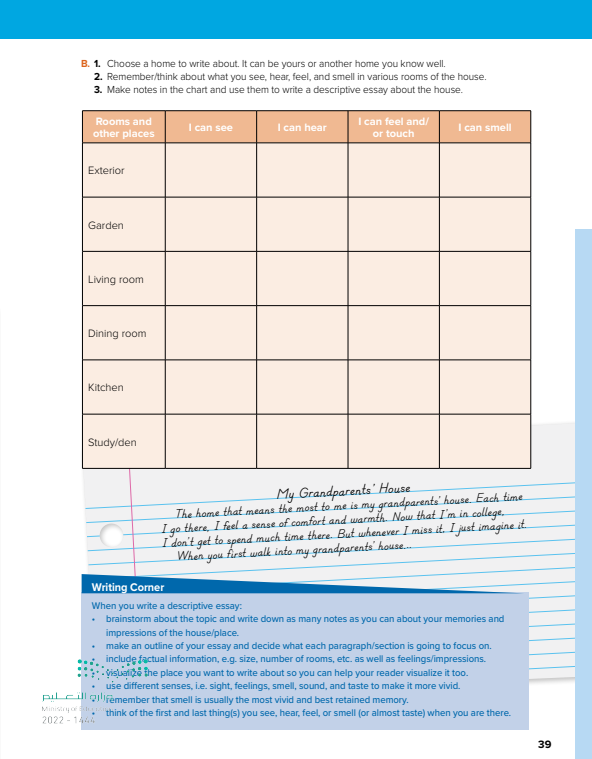 B. 1. Choose a home to write about. It can be yours or another home you know well.
2. Remember/think about what you see, hear, feel, and smell in various rooms of the house.
3. Make notes in the chart and use them to write a descriptive essay about the house.
Rooms and other places | I can see | I can hear | I can feel and/or touch | I can smell
Exterior
Garden
Living room
Dining room
Kitchen
Study/den
My Grandparents' House
The home that means the most to me is my grandparents' house. Each time
I go there, I feel a sense of comfort and warmth. Now that I'm in college,
I don't get to spend much time there. But whenever I miss it. I just imagine it.
When you first walk into my grandparents' house...
Writing Corner
When you write a descriptive essay:
• brainstorm about the topic and write down as many notes as you can about your memories and
impressions of the house/place.
• make an outline of your essay and decide what each paragraph/section is going to focus on.
• include factual information, e.g. size, number of rooms, etc. as well as feelings/impressions.
• visualize the place you want to write about so you can help your reader visualize it too.
• use different senses, i.e. sight, feelings, smell, sound, and taste to make it more vivid.
• remember that smell is usually the most vivid and best retained memory.
• think of the first and last thing(s) you see, hear, feel, or smell (or almost taste) when you are there.
وزارة التعليم
Ministry of Education
2022 - 1444
39